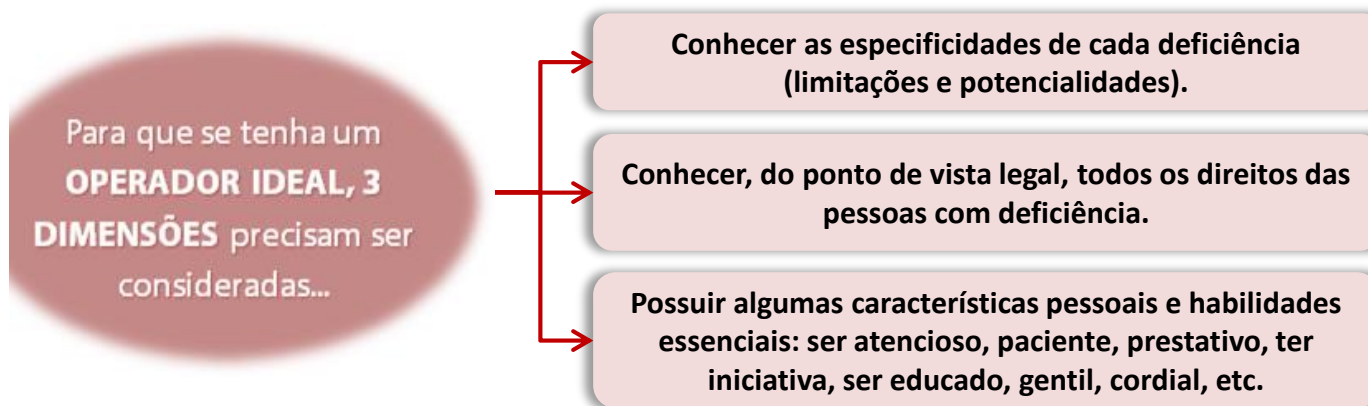 Para que se tenha um
OPERADOR IDEAL, 3
DIMENSÕES precisam ser
consideradas...
Conhecer as especificidades de cada deficiência
(limitações e potencialidades).
Conhecer, do ponto de vista legal, todos os direitos das
pessoas com deficiência.
Possuir algumas características pessoais e habilidades
essenciais: ser atencioso, paciente, prestativo, ter
iniciativa, ser educado, gentil, cordial, etc.